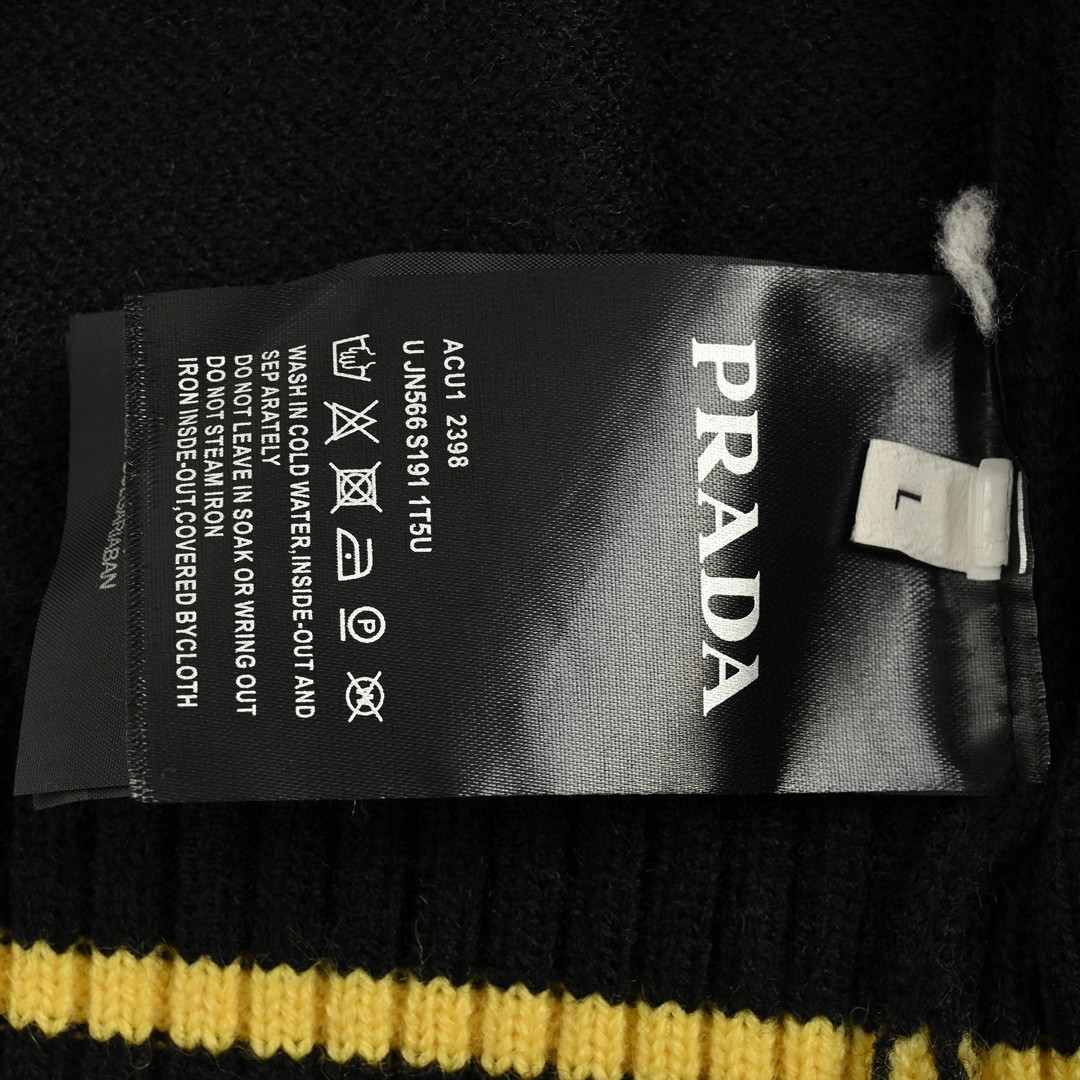 PRADA
L
ACU1 2398
U JN566 S191 1T5U
WASH IN COLD WATER,INSIDE-OUT AND
SEP ARATELY
DO NOT LEAVE IN SOAK OR WRING OUT
DO NOT STEAM IRON
IRON INSDE-OUT,COVERED BYCLOTH